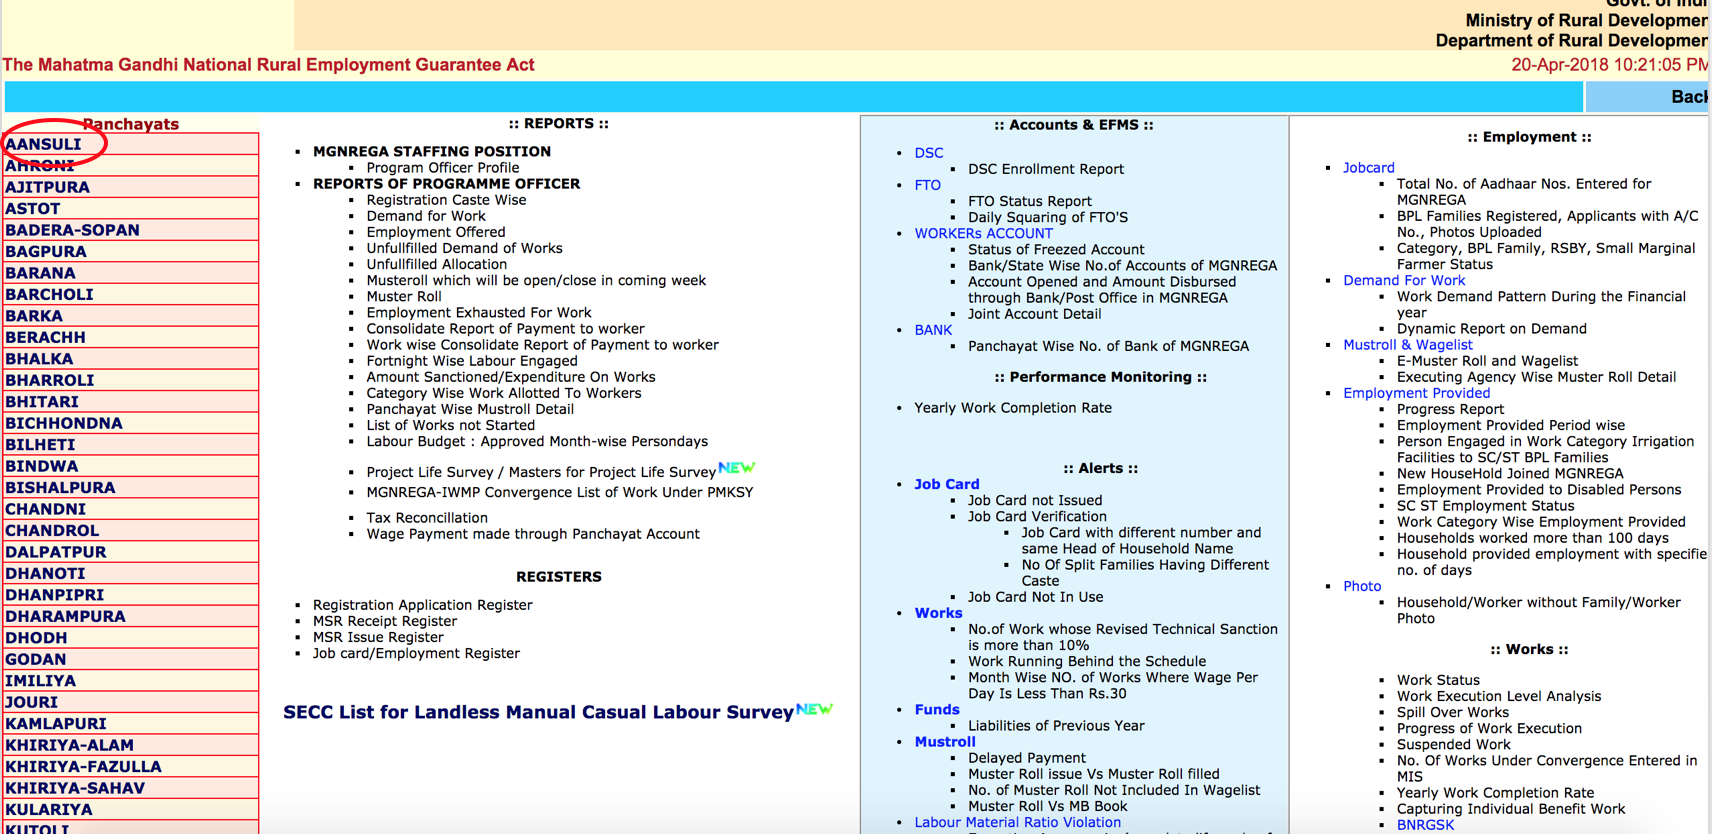 Govt. of Indi
Ministry of Rural Developmen
Department of Rural Developmen
The Mahatma Gandhi National Rural Employment Guarantee Act
20-Apr-2018 10:21:05 PM
Back
Panchayats
AANSULI
AHRONI
AJITPURA
ASTOT
BADERA-SOPAN
BAGPURA
BARANA
BARCHOLI
BARKA
BERACHH
BHALKA
BHARROLI
BHITARI
BICHHONDNA
BILHETI
BINDWA
BISHALPURA
CHANDNI
CHANDROL
DALPATPUR
DHANOTI
DHANPIPRI
DHARAMPURA
DHODH
GODAN
IMILIYA
JOURI
KAMLAPURI
KHIRIYA-ALAM
KHIRIYA-FAZULLA
KHIRIYA-SAHAV
KULARIYA
KUTOLI
:: REPORTS ::
MGNREGA STAFFING POSITION
Program Officer Profile
REPORTS OF PROGRAMME OFFICER
Registration Caste Wise
Demand for Work
Employment Offered
Unfullfilled Demand of Works
Unfullfilled Allocation
Musteroll which will be open/close in coming week
Muster Roll
Employment Exhausted For Work
Consolidate Report of Payment to worker
Work wise Consolidate Report of Payment to worker
Fortnight Wise Labour Engaged
Amount Sanctioned/Expenditure On Works
Category Wise Work Allotted To Workers
Panchayat Wise Mustroll Detail
List of Works not Started
Labour Budget : Approved Month-wise Persondays
Project Life Survey / Masters for Project Life Survey NEW
MGNREGA-IWMP Convergence List of Work Under PMKSY
Tax Reconcillation
Wage Payment made through Panchayat Account
REGISTERS
Registration Application Register
MSR Receipt Register
MSR Issue Register
Job card/Employment Register
SECC List for Landless Manual Casual Labour Survey NEW
:: Accounts & EFMS ::
DSC
DSC Enrollment Report
FTO
FTO Status Report
Daily Squaring of FTO'S
WORKERs ACCOUNT
Status of Freezed Account
Bank/State Wise No.of Accounts of MGNREGA
Account Opened and Amount Disbursed
through Bank/Post Office in MGNREGA
Joint Account Detail
BANK
Panchayat Wise No. of Bank of MGNREGA
:: Performance Monitoring ::
Yearly Work Completion Rate
:: Alerts ::
Job Card
Job Card not Issued
Job Card Verification
Job Card with different number and
same Head of Household Name
No Of Split Families Having Different
Caste
Job Card Not In Use
Works
No.of Work whose Revised Technical Sanction
is more than 10%
Work Running Behind the Schedule
Month Wise NO. of Works Where Wage Per
Day Is Less Than Rs.30
Funds
Liabilities of Previous Year
Mustroll
Delayed Payment
Muster Roll issue Vs Muster Roll filled
No. of Muster Roll Not Included In Wagelist
Muster Roll Vs MB Book
Labour Material Ratio Violation
:: Employment ::
Jobcard
Total No. of Aadhaar Nos. Entered for
MGNREGA
BPL Families Registered, Applicants with A/C
No., Photos Uploaded
Category, BPL Family, RSBY, Small Marginal
Farmer Status
Demand For Work
Work Demand Pattern During the Financial
year
Dynamic Report on Demand
Mustroll & Wagelist
E-Muster Roll and Wagelist
Executing Agency Wise Muster Roll Detail
Employment Provided
Progress Report
Employment Provided Period wise
Person Engaged in Work Category Irrigation
Facilities to SC/ST BPL Families
New HouseHold Joined MGNREGA
Employment Provided to Disabled Persons
SC ST Employment Status
Work Category Wise Employment Provided
Households worked more than 100 days
Household provided employment with specifie
no. of days
Photo
Household/Worker without Family/Worker
Photo
:: Works ::
Work Status
Work Execution Level Analysis
Spill Over Works
Progress of Work Execution
Suspended Work
No. Of Works Under Convergence Entered in
MIS
Yearly Work Completion Rate
Capturing Individual Benefit Work
BNRGSK